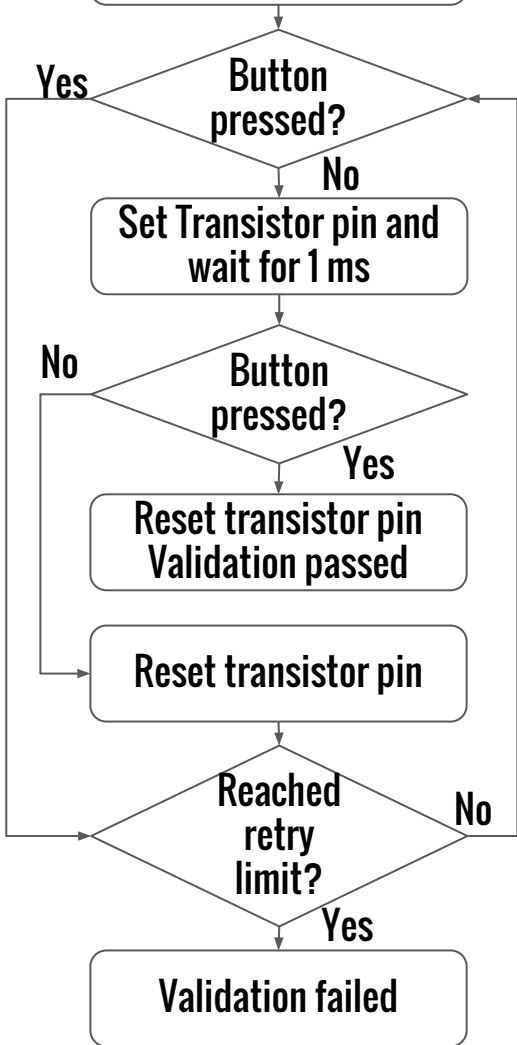 Yes
Button
pressed?
No
Set Transistor pin and
wait for 1 ms
No
Button
pressed?
Yes
Reset transistor pin
Validation passed
Reset transistor pin
Reached
retry
limit?
No
Yes
Validation failed